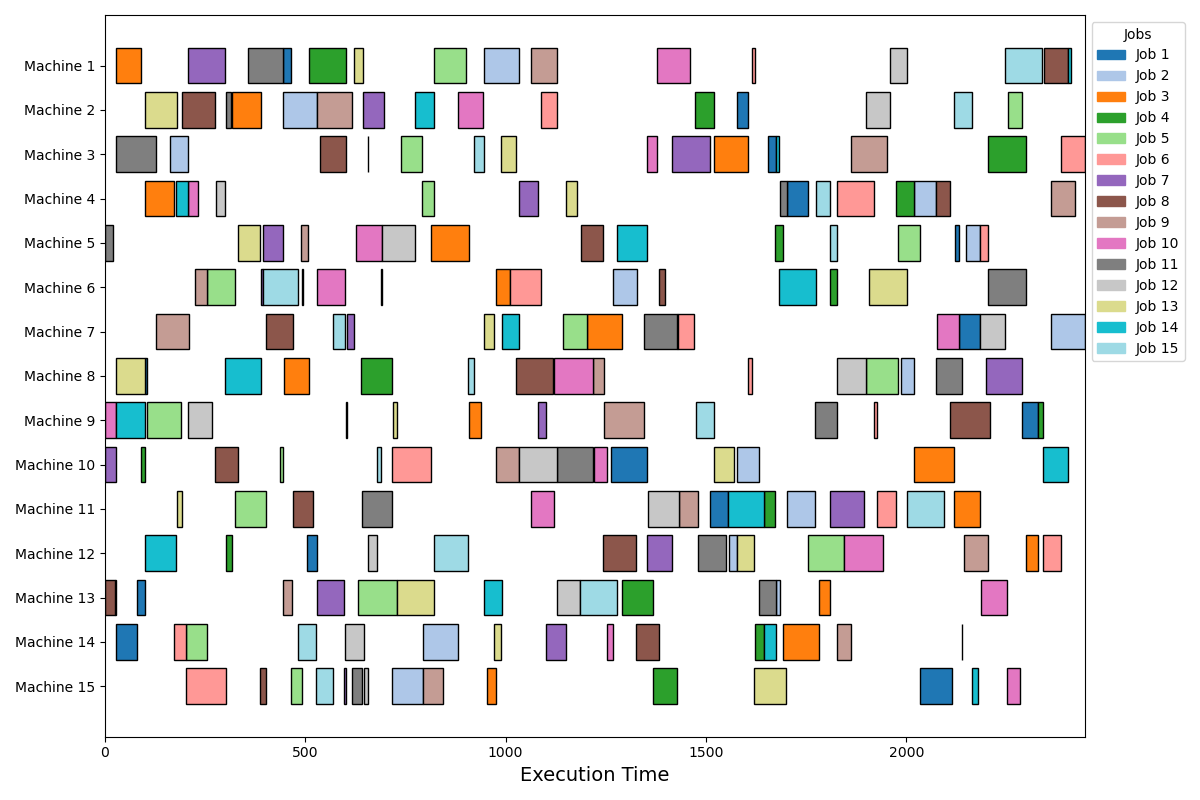 Machine 1
Machine 2
Machine 3
Machine 4
Machine 5
Machine 6
Machine 7
Machine 8
Machine 9
Machine 10
Machine 11
Machine 12
Machine 13
Machine 14
Machine 15
0
500
1000
1500
2000
Execution Time
Jobs
Job 1
Job 2
Job 3
Job 4
Job 5
Job 6
Job 7
Job 8
Job 9
Job 10
Job 11
Job 12
Job 13
Job 14
Job 15